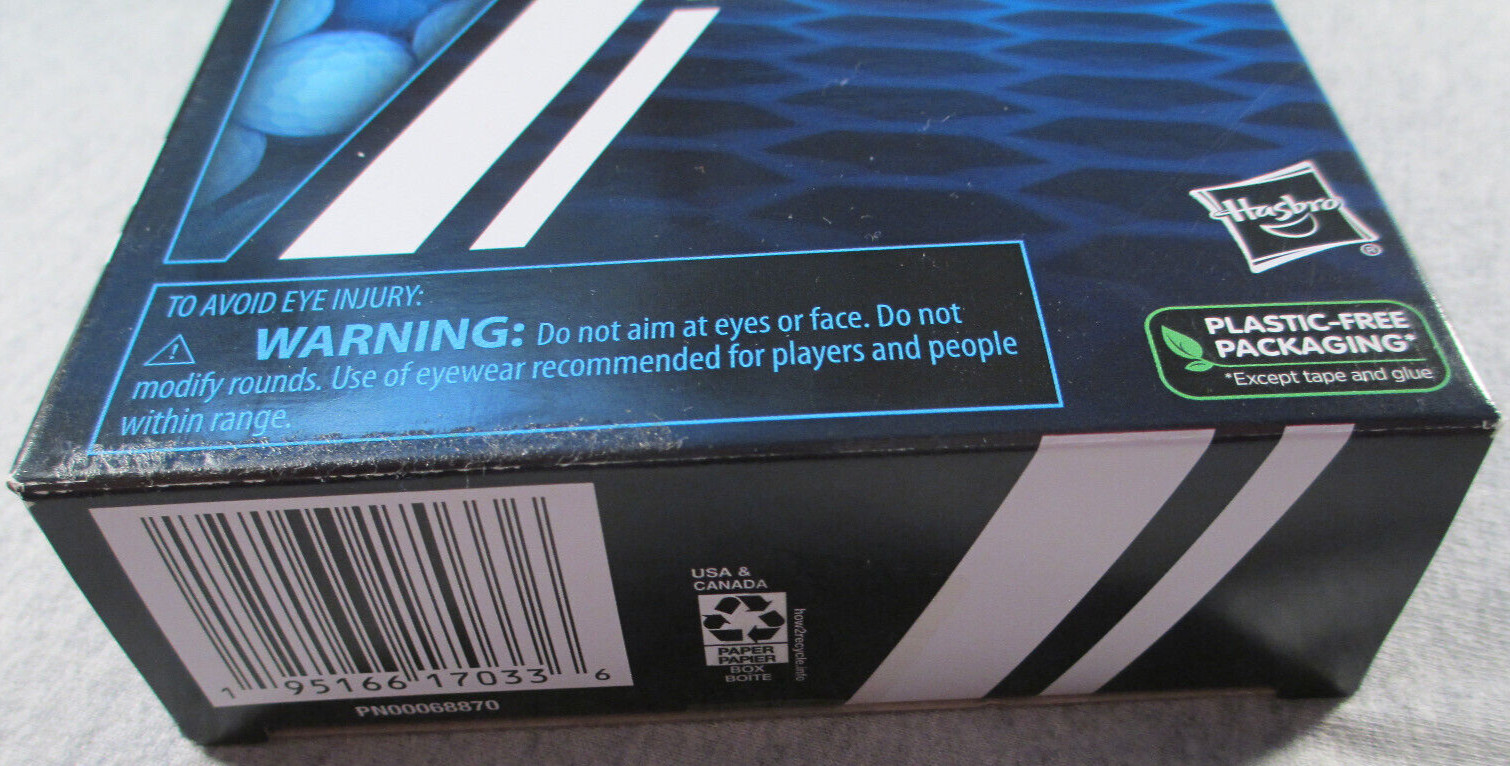 Hasbro
®
TO AVOID EYE INJURY:
WARNING: Do not aim at eyes or face. Do not
modify rounds. Use of eyewear recommended for players and people
within range.
PLASTIC-FREE
PACKAGING*
*Except tape and glue
1 95166 17033 6
PN00068870
USA &
CANADA
PAPER
PAPIER
BOX
BOÎTE
how2recycle.info